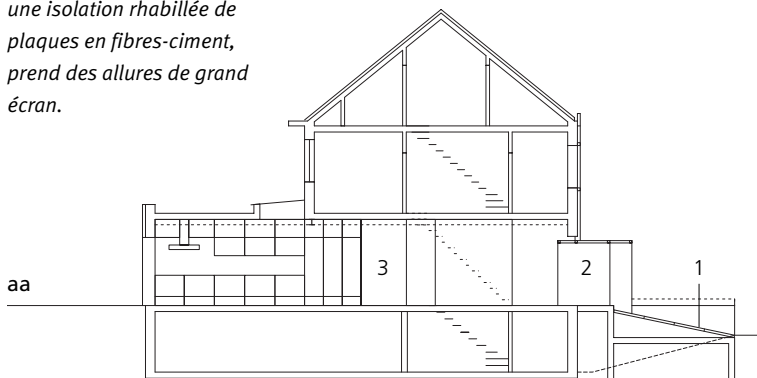 une isolation rhabillée de
plaques en fibres-ciment,
prend des allures de grand
écran.
3
2
1
aa